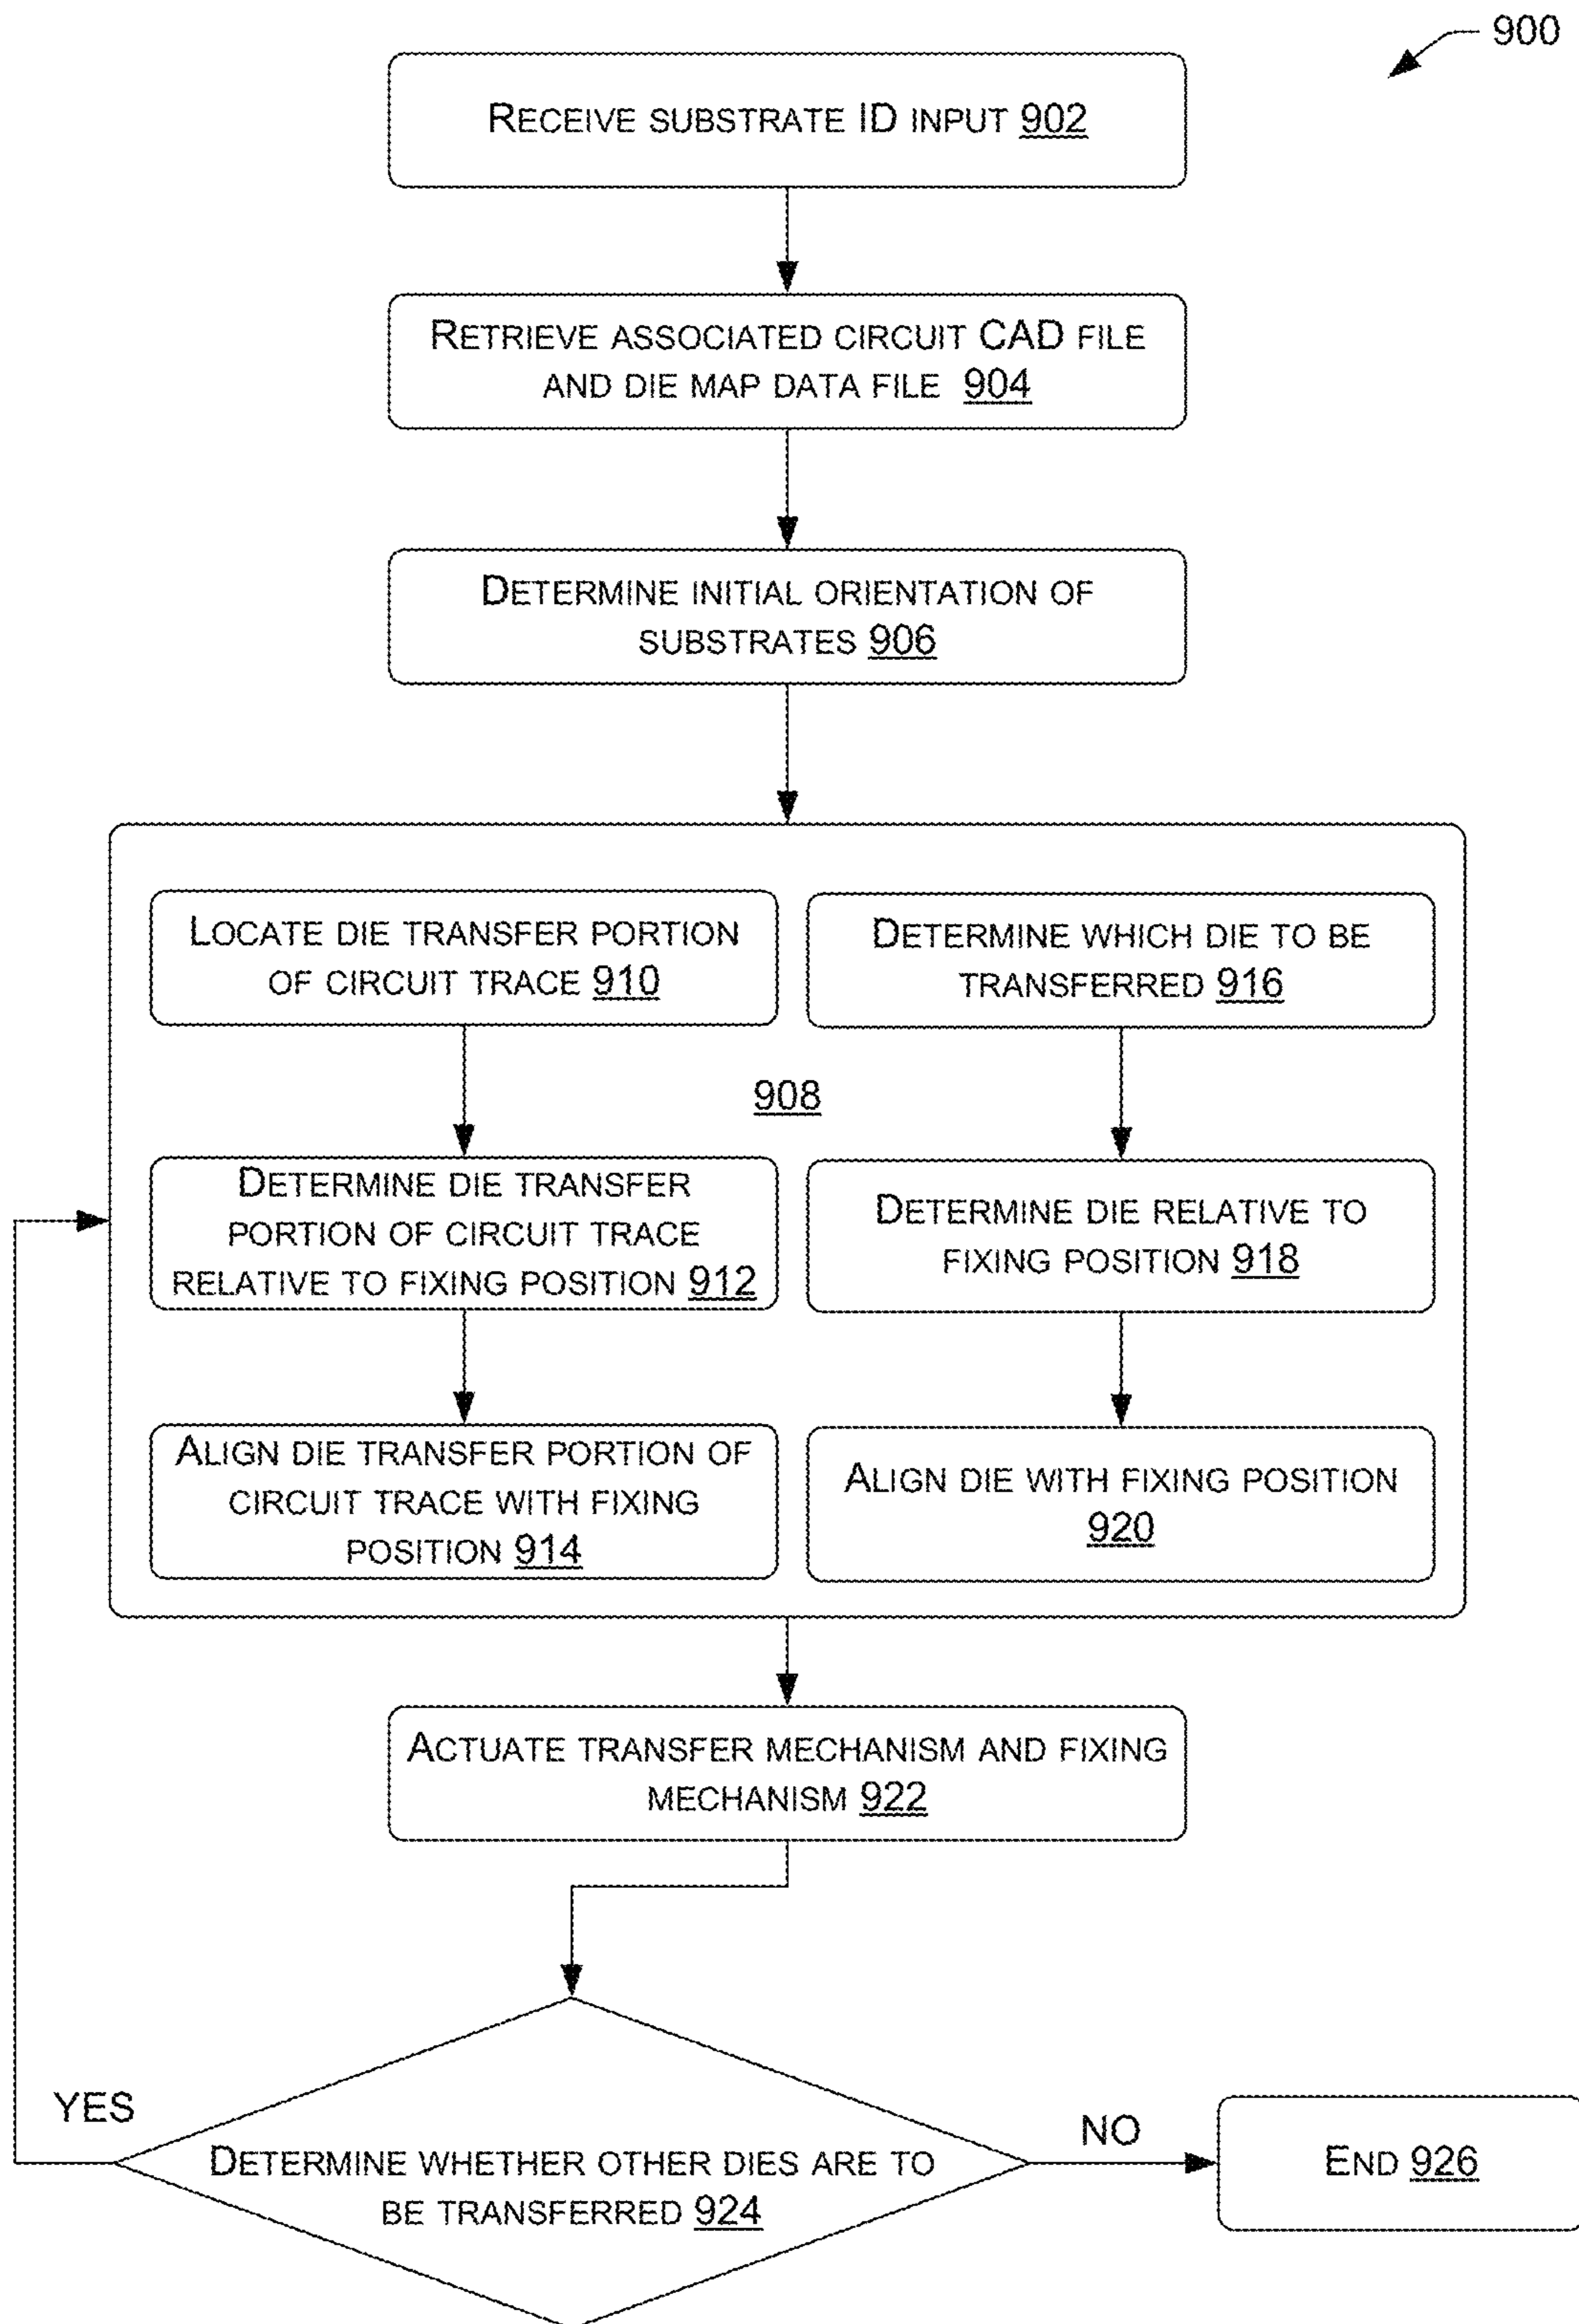 900
RECEIVE SUBSTRATE ID INPUT 902
RETRIEVE ASSOCIATED CIRCUIT CAD FILE
AND DIE MAP DATA FILE 904
DETERMINE INITIAL ORIENTATION OF
SUBSTRATES 906
LOCATE DIE TRANSFER PORTION
OF CIRCUIT TRACE 910
DETERMINE WHICH DIE TO BE
TRANSFERRED 916
908
DETERMINE DIE TRANSFER
PORTION OF CIRCUIT TRACE
RELATIVE TO FIXING POSITION 912
DETERMINE DIE RELATIVE TO
FIXING POSITION 918
ALIGN DIE TRANSFER PORTION OF
CIRCUIT TRACE WITH FIXING
POSITION 914
ALIGN DIE WITH FIXING POSITION
920
ACTUATE TRANSFER MECHANISM AND FIXING
MECHANISM 922
YES
DETERMINE WHETHER OTHER DIES ARE TO
BE TRANSFERRED 924
NO
END 926